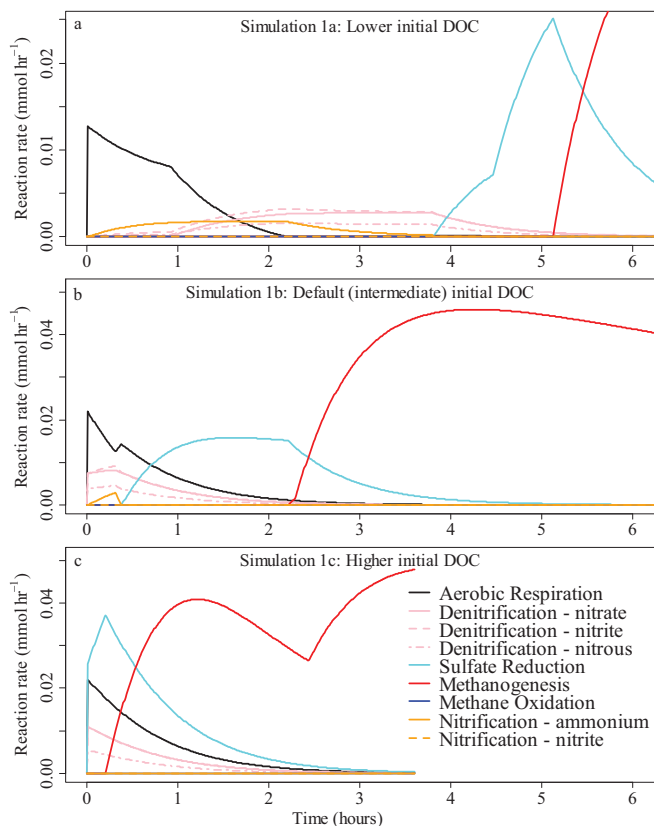 a
Simulation 1a: Lower initial DOC
Reaction rate (mmol hr−1)
0.00
0.01
0.02
0 1 2 3 4 5 6
b
Simulation 1b: Default (intermediate) initial DOC
Reaction rate (mmol hr−1)
0.00
0.02
0.04
0 1 2 3 4 5 6
c
Simulation 1c: Higher initial DOC
Reaction rate (mmol hr−1)
0.00
0.02
0.04
Aerobic Respiration
Denitrification - nitrate
Denitrification - nitrite
Denitrification - nitrous
Sulfate Reduction
Methanogenesis
Methane Oxidation
Nitrification - ammonium
Nitrification - nitrite
0 1 2 3 4 5 6
Time (hours)